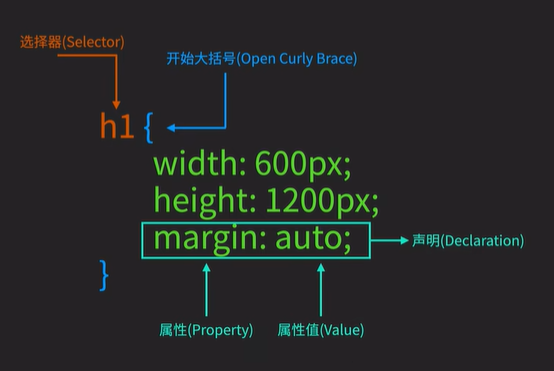 选择器(Selector)
开始大括号(Open Curly Brace)
h1 {
width: 600px;
height: 1200px;
margin: auto;
声明(Declaration)
}
属性(Property)
属性值(Value)